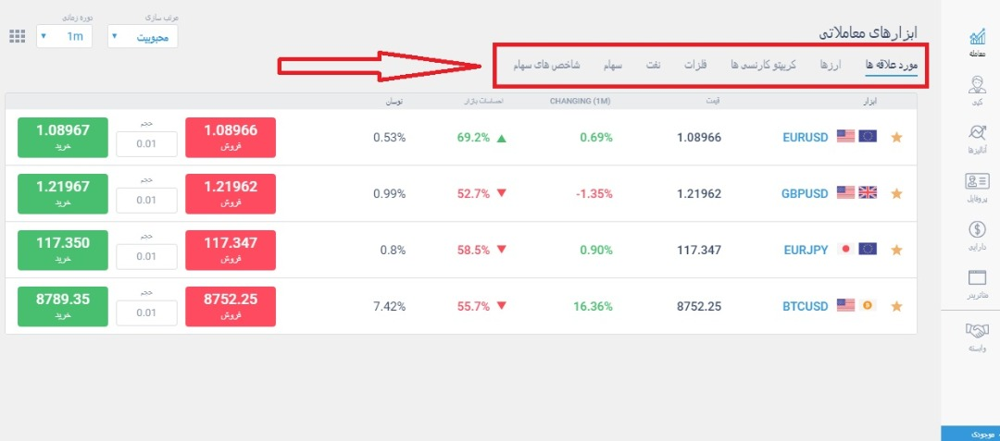 مرتب سازی
دوره زمانی
محبوبیت
1m
ابزارهای معاملاتی
مورد علاقه ها
ارزها
کریپتو کارنسی ها
فلزات
نفت
سهام
شاخص های سهام
ابزار
قیمت
CHANGING (1M)
احساسات بازار
نوسان
EURUSD
1.08966
0.69%
69.2%
0.53%
1.08966
فروش
حجم
0.01
1.08967
خرید
GBPUSD
1.21962
-1.35%
52.7%
0.99%
1.21962
فروش
حجم
0.01
1.21967
خرید
EURJPY
117.347
0.90%
58.5%
0.8%
117.347
فروش
حجم
0.01
117.350
خرید
BTCUSD
8752.25
16.36%
55.7%
7.42%
8752.25
فروش
حجم
0.01
8789.35
خرید
معامله
کپی
آنالیزها
پروفایل
دارایی
متاتریدر
وابسته
موجودی